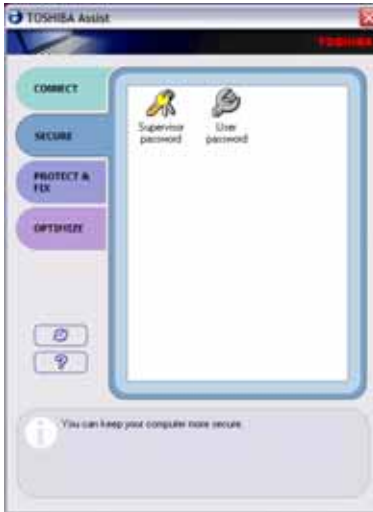 TOSHIBA Assist
TOSHIBA
CONNECT
SECURE
PROTECT &
FIX
OPTIMIZE
Supervisor
password
User
password
You can keep your computer more secure.